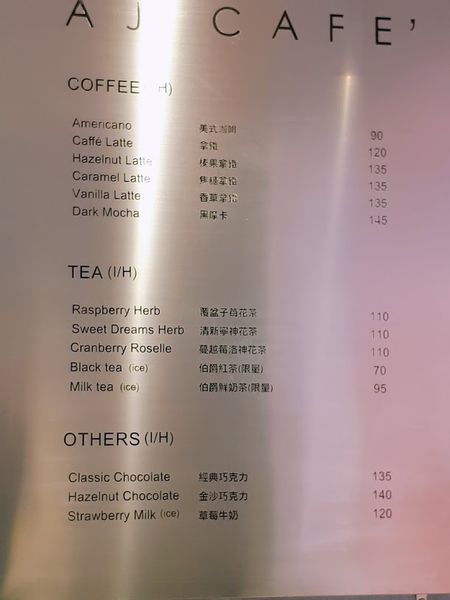 AJ CAFE'
COFFEE (I/H)
Americano 美式咖啡 90
Caffé Latte 拿鐵 120
Hazelnut Latte 榛果拿鐵 135
Caramel Latte 焦糖拿鐵 135
Vanilla Latte 香草拿鐵 135
Dark Mocha 黑摩卡 145
TEA (I/H)
Raspberry Herb 覆盆子莓花茶 110
Sweet Dreams Herb 清新寧神花茶 110
Cranberry Roselle 蔓越莓洛神花茶 110
Black tea (ice) 伯爵紅茶(限量) 70
Milk tea (ice) 伯爵鮮奶茶(限量) 95
OTHERS (I/H)
Classic Chocolate 經典巧克力 135
Hazelnut Chocolate 金沙巧克力 140
Strawberry Milk (ice) 草莓牛奶 120